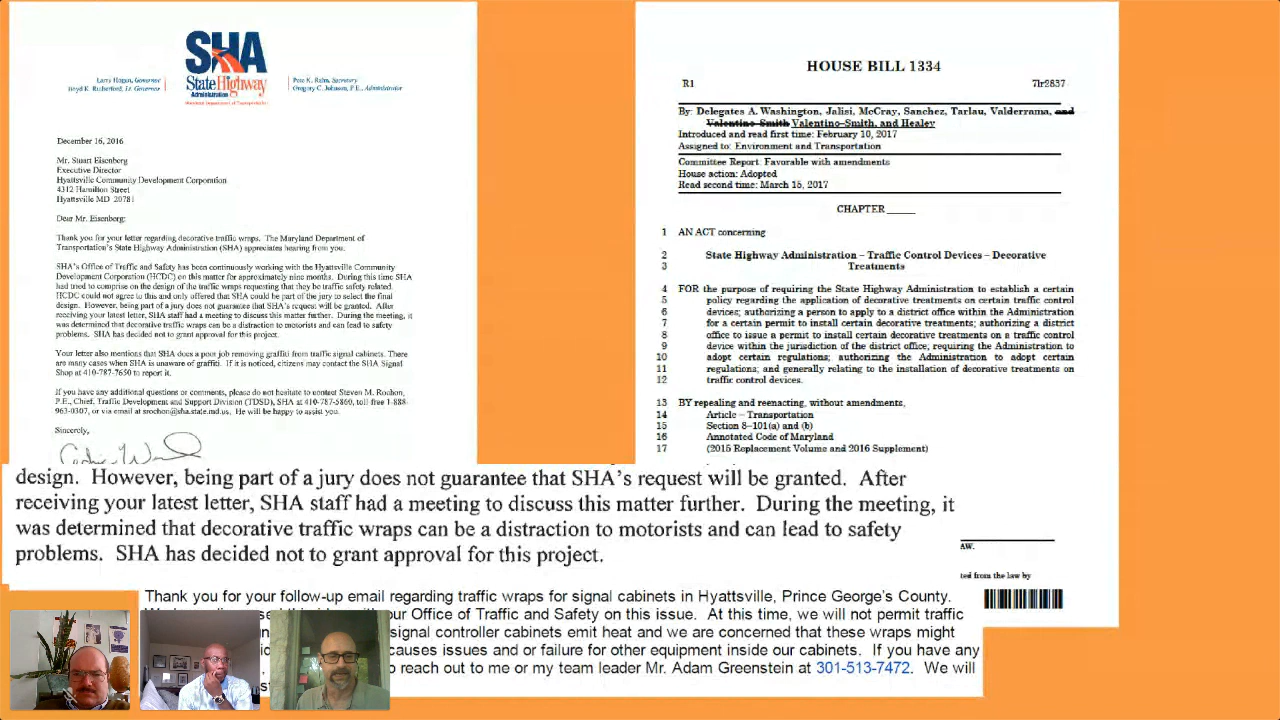 SHA
State Highway
Administration
Maryland Department of Transportation
Larry Hogan, Governor
Boyd K. Rutherford, Lt. Governor
Pete K. Rahn, Secretary
Gregory C. Johnson, P.E., Administrator
December 16, 2016
Mr. Stuart Eisenberg
Executive Director
Hyattsville Community Development Corporation
4312 Hamilton Street
Hyattsville MD 20781
Dear Mr. Eisenberg:
Thank you for your letter regarding decorative traffic wraps. The Maryland Department of
Transportation's State Highway Administration (SHA) appreciates hearing from you.
SHA's Office of Traffic and Safety has been continuously working with the Hyattsville Community
Development Corporation (HCDC) on this matter for approximately nine months. During this time SHA
had tried to comprise on the design of the traffic wraps requesting that they be traffic safety related.
HCDC could not agree to this and only offered that SHA could be part of the jury to select the final
design. However, being part of a jury does not guarantee that SHA's request will be granted. After
receiving your latest letter, SHA staff had a meeting to discuss this matter further. During the meeting, it
was determined that decorative traffic wraps can be a distraction to motorists and can lead to safety
problems. SHA has decided not to grant approval for this project.
Your letter also mentions that SHA does a poor job removing graffiti from traffic signal cabinets. There
are many cases when SHA is unaware of graffiti. If it is noticed, citizens may contact the SHA Signal
Shop at 410-787-7650 to report it.
If you have any additional questions or comments, please do not hesitate to contact Steven M. Rochon,
P.E., Chief, Traffic Development and Support Division (TDSD), SHA at 410-787-5860, toll-free 1-888-
963-0307, or via email at srochon@sha.state.md.us. He will be happy to assist you.
Sincerely,
HOUSE BILL 1334
R1 7lr2837
By: Delegates A. Washington, Jalisi, McCray, Sanchez, Tarlau, Valderrama, and
Valentino-Smith Valentino-Smith, and Healey
Introduced and read first time: February 10, 2017
Assigned to: Environment and Transportation
Committee Report: Favorable with amendments
House action: Adopted
Read second time: March 15, 2017
CHAPTER ____
1 AN ACT concerning
2 State Highway Administration – Traffic Control Devices – Decorative
3 Treatments
4 FOR the purpose of requiring the State Highway Administration to establish a certain
5 policy regarding the application of decorative treatments on certain traffic control
6 devices; authorizing a person to apply to a district office within the Administration
7 for a certain permit to install certain decorative treatments; authorizing a district
8 office to issue a permit to install certain decorative treatments on a traffic control
9 device within the jurisdiction of the district office; requiring the Administration to
10 adopt certain regulations; authorizing the Administration to adopt certain
11 regulations; and generally relating to the installation of decorative treatments on
12 traffic control devices.
13 BY repealing and reenacting, without amendments,
14 Article – Transportation
15 Section 8–101(a) and (b)
16 Annotated Code of Maryland
17 (2015 Replacement Volume and 2016 Supplement)
design. However, being part of a jury does not guarantee that SHA's request will be granted. After
receiving your latest letter, SHA staff had a meeting to discuss this matter further. During the meeting, it
was determined that decorative traffic wraps can be a distraction to motorists and can lead to safety
problems. SHA has decided not to grant approval for this project.
AW.
ted from the law by
Thank you for your follow-up email regarding traffic wraps for signal cabinets in Hyattsville, Prince George's County.
our Office of Traffic and Safety on this issue. At this time, we will not permit traffic
signal controller cabinets emit heat and we are concerned that these wraps might
causes issues and or failure for other equipment inside our cabinets. If you have any
reach out to me or my team leader Mr. Adam Greenstein at 301-513-7472. We will